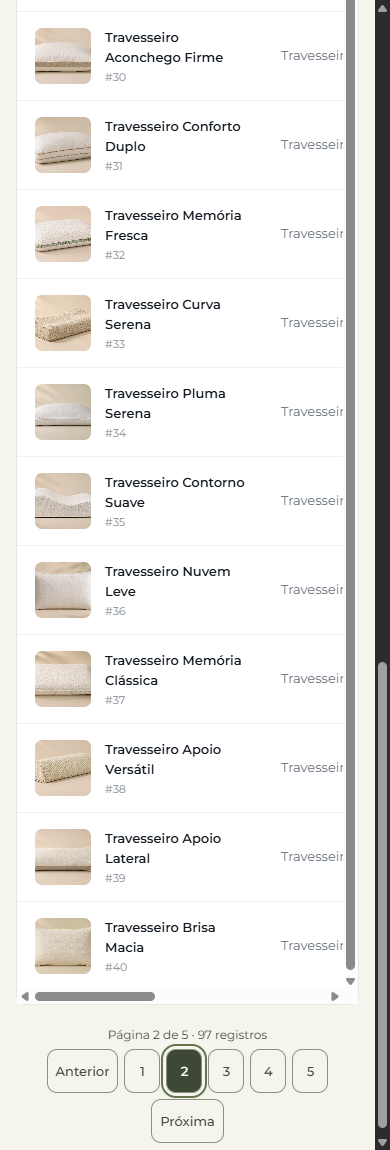 Travesseiro
Aconchego Firme
#30
Travesseir
Travesseiro Conforto
Duplo
#31
Travesseir
Travesseiro Memória
Fresca
#32
Travesseir
Travesseiro Curva
Serena
#33
Travesseir
Travesseiro Pluma
Serena
#34
Travesseir
Travesseiro Contorno
Suave
#35
Travesseir
Travesseiro Nuvem
Leve
#36
Travesseir
Travesseiro Memória
Clássica
#37
Travesseir
Travesseiro Apoio
Versátil
#38
Travesseir
Travesseiro Apoio
Lateral
#39
Travesseir
Travesseiro Brisa
Macia
#40
Travesseir
Página 2 de 5 · 97 registros
Anterior 1 2 3 4 5
Próxima